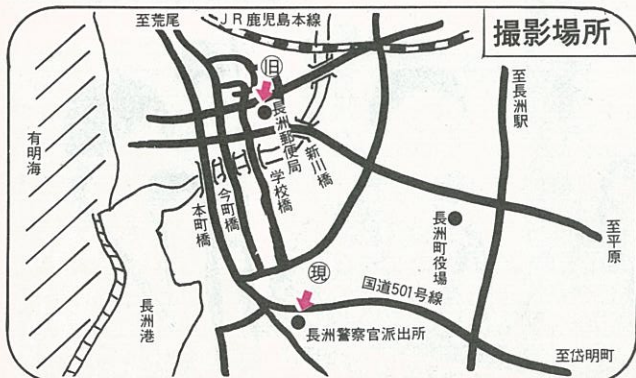 至荒尾
JR鹿児島本線
撮影場所
旧
至長洲駅
有明海
長洲郵便局
新川橋
学校橋
今町橋
本町橋
長洲町役場
至平原
現
国道501号線
長洲港
長洲警察官派出所
至岱明町